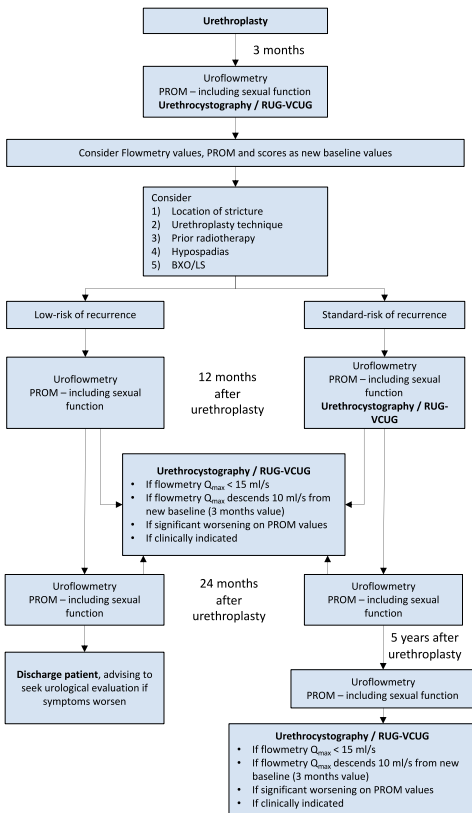 Urethroplasty
3 months
Uroflowmetry
PROM – including sexual function
Urethrocystography / RUG-VCUG
Consider Flowmetry values, PROM and scores as new baseline values
Consider
1) Location of stricture
2) Urethroplasty technique
3) Prior radiotherapy
4) Hypospadias
5) BXO/LS
Low-risk of recurrence
Standard-risk of recurrence
Uroflowmetry
PROM – including sexual
function
12 months
after
urethroplasty
Uroflowmetry
PROM – including sexual
function
Urethrocystography / RUG-
VCUG
Urethrocystography / RUG-VCUG
• If flowmetry Qmax < 15 ml/s
• If flowmetry Qmax descends 10 ml/s from
new baseline (3 months value)
• If significant worsening on PROM values
• If clinically indicated
Uroflowmetry
PROM – including sexual
function
24 months
after
urethroplasty
Uroflowmetry
PROM – including sexual
function
5 years after
urethroplasty
Discharge patient, advising to
seek urological evaluation if
symptoms worsen
Uroflowmetry
PROM – including sexual function
Urethrocystography / RUG-VCUG
• If flowmetry Qmax < 15 ml/s
• If flowmetry Qmax descends 10 ml/s from new
baseline (3 months value)
• If significant worsening on PROM values
• If clinically indicated